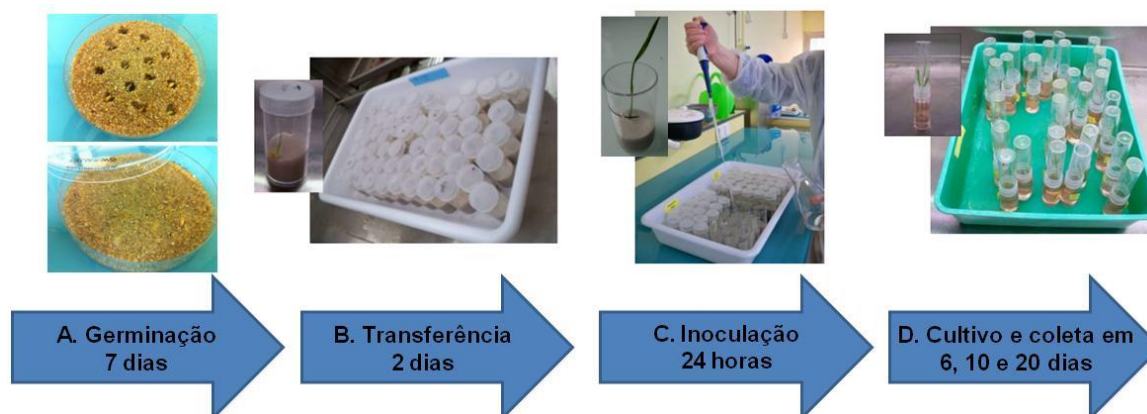 A. Germinação
7 dias
B. Transferência
2 dias
C. Inoculação
24 horas
D. Cultivo e coleta em
6, 10 e 20 dias